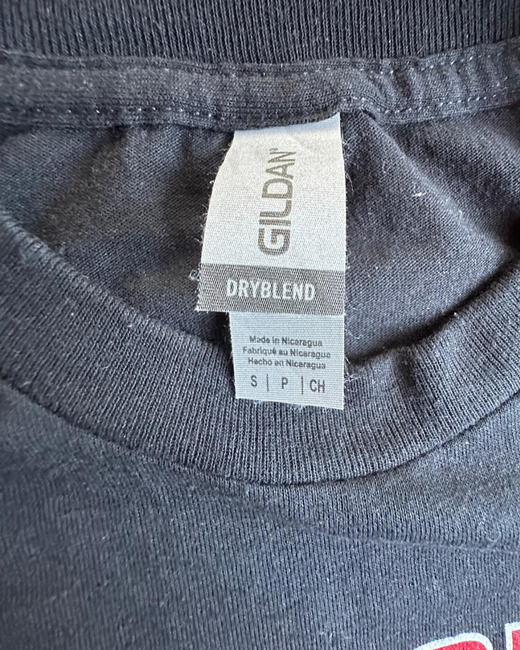 GILDAN
DRYBLEND
Made in Nicaragua
Fabriqué au Nicaragua
Hecho en Nicaragua
S | P | CH